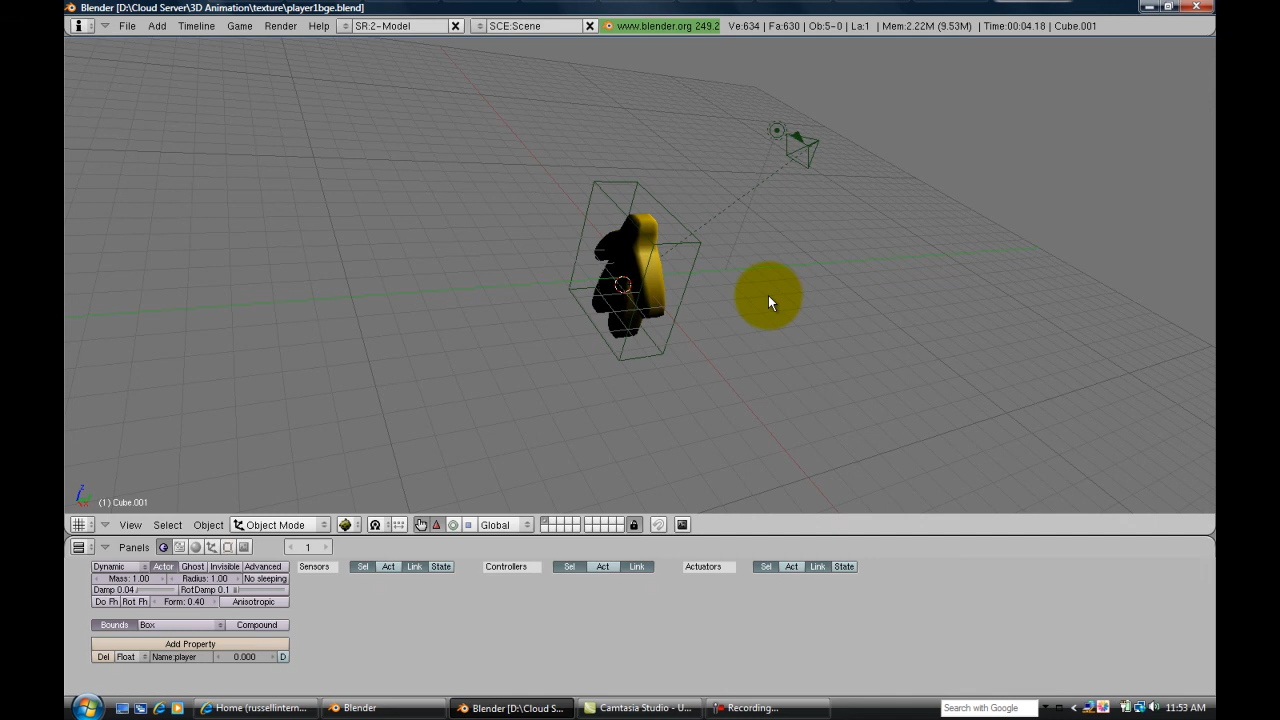 Blender [D:\Cloud Server\3D Animation\texture\player1bge.blend]
File Add Timeline Game Render Help SR:2-Model SCE:Scene www.blender.org 249.2 Ve:634 | Fa:630 | Ob:5-0 | La:1 | Mem:2.22M (9.53M) | Time:00:04.18 | Cube.001
z
(1) Cube.001
View Select Object Object Mode Global
Panels 1
Dynamic Actor Ghost Invisible Advanced Sensors Sel Act Link State Controllers Sel Act Link Actuators Sel Act Link State
Mass: 1.00 Radius: 1.00 No sleeping
Damp 0.04 RotDamp 0.1
Do Fh Rot Fh Form: 0.40 Anisotropic
Bounds Box Compound
Add Property
Del Float Name:player 0.000 D
Home (russellintern... Blender Blender [D:\Cloud S... Camtasia Studio - U... Recording... Search with Google 11:53 AM